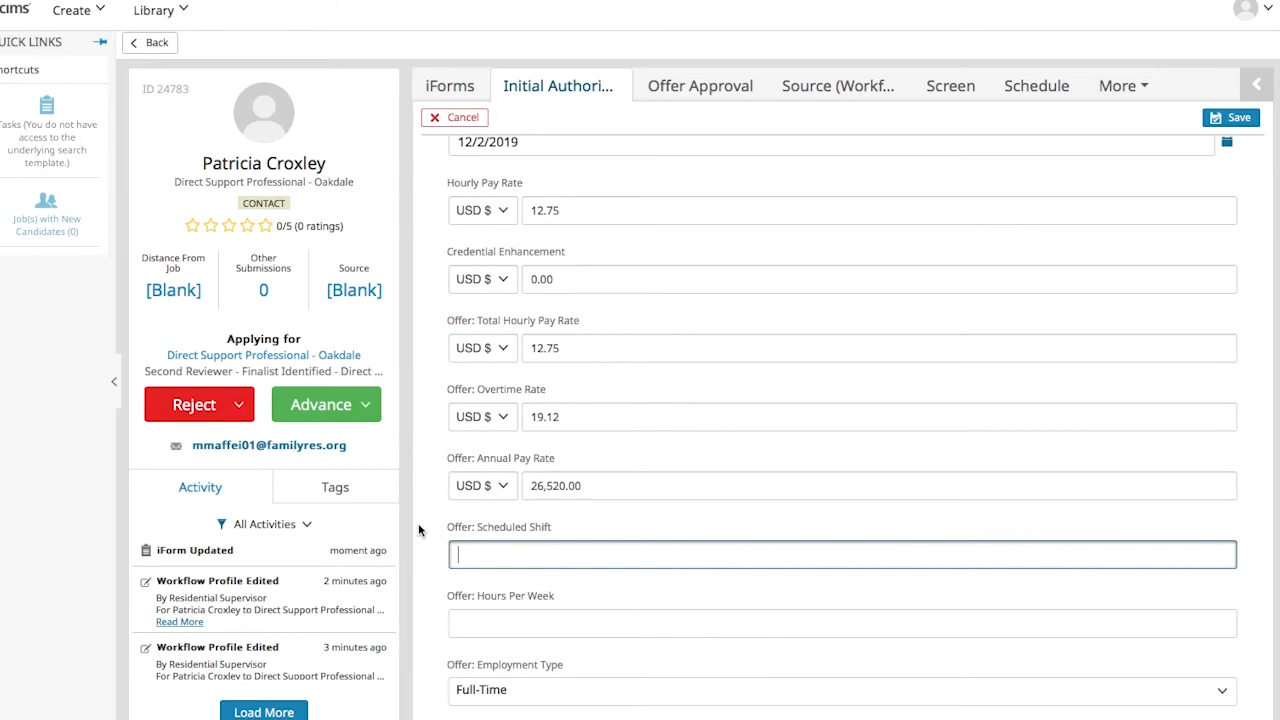 cims
Create
Library
UICK LINKS
Back
hortcuts
ID 24783
iForms
Initial Authori...
Offer Approval
Source (Workf...
Screen
Schedule
More
Cancel
Save
Tasks (You do not have
access to the
underlying search
template.)
Job(s) with New
Candidates (0)
Patricia Croxley
Direct Support Professional - Oakdale
CONTACT
0/5 (0 ratings)
Distance From
Job
[Blank]
Other
Submissions
0
Source
[Blank]
Applying for
Direct Support Professional - Oakdale
Second Reviewer - Finalist Identified - Direct ...
Reject
Advance
mmaffei01@familyres.org
Activity
Tags
All Activities
iForm Updated
moment ago
Workflow Profile Edited
2 minutes ago
By Residential Supervisor
For Patricia Croxley to Direct Support Professional ...
Read More
Workflow Profile Edited
3 minutes ago
By Residential Supervisor
For Patricia Croxley to Direct Support Professional ...
Load More
12/2/2019
Hourly Pay Rate
USD $
12.75
Credential Enhancement
USD $
0.00
Offer: Total Hourly Pay Rate
USD $
12.75
Offer: Overtime Rate
USD $
19.12
Offer: Annual Pay Rate
USD $
26,520.00
Offer: Scheduled Shift
Offer: Hours Per Week
Offer: Employment Type
Full-Time